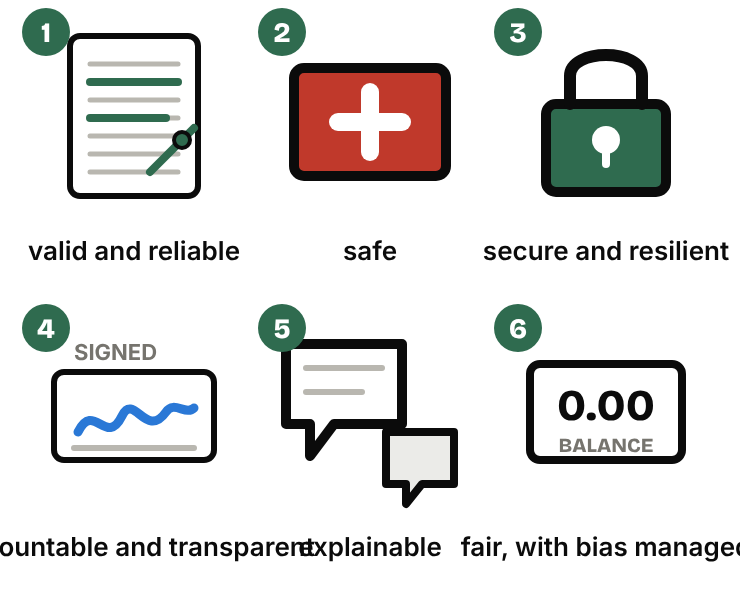 1
2
3
valid and reliable
safe
secure and resilient
4
5
6
SIGNED
0.00
BALANCE
ountable and transparent
explainable
fair, with bias managed